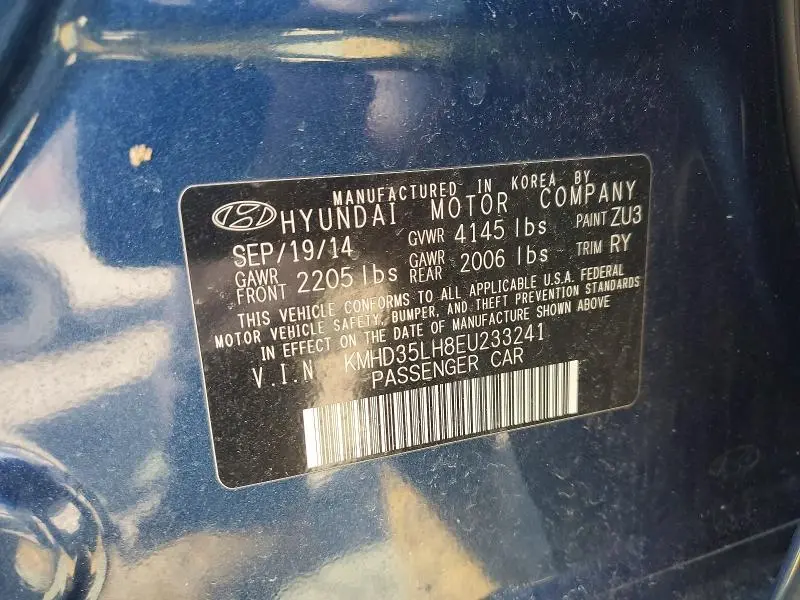 MANUFACTURED IN KOREA BY
HYUNDAI MOTOR COMPANY
SEP/19/14 GVWR 4145 lbs PAINT ZU3
GAWR FRONT 2205 lbs GAWR REAR 2006 lbs TRIM RY
THIS VEHICLE CONFORMS TO ALL APPLICABLE U.S.A. FEDERAL
MOTOR VEHICLE SAFETY, BUMPER, AND THEFT PREVENTION STANDARDS
IN EFFECT ON THE DATE OF MANUFACTURE SHOWN ABOVE
V.I.N KMHD35LH8EU233241
PASSENGER CAR